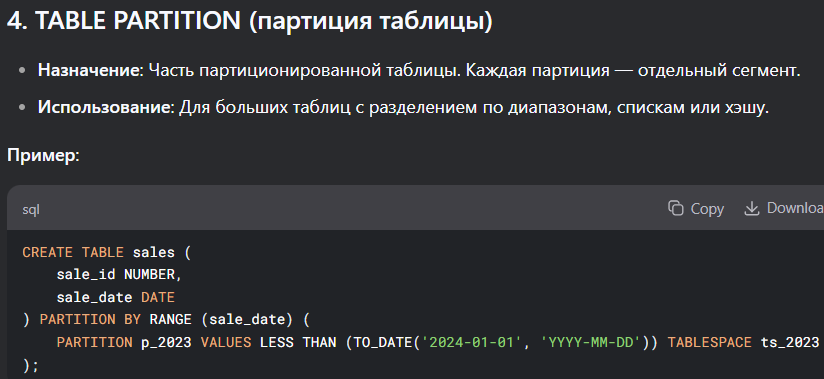 4. TABLE PARTITION (партиция таблицы)
Назначение: Часть партиционированной таблицы. Каждая партиция — отдельный сегмент.
Использование: Для больших таблиц с разделением по диапазонам, спискам или хэшу.
Пример:
sql Copy Downloa
CREATE TABLE sales (
    sale_id NUMBER,
    sale_date DATE
) PARTITION BY RANGE (sale_date) (
    PARTITION p_2023 VALUES LESS THAN (TO_DATE('2024-01-01', 'YYYY-MM-DD')) TABLESPACE ts_2023
);